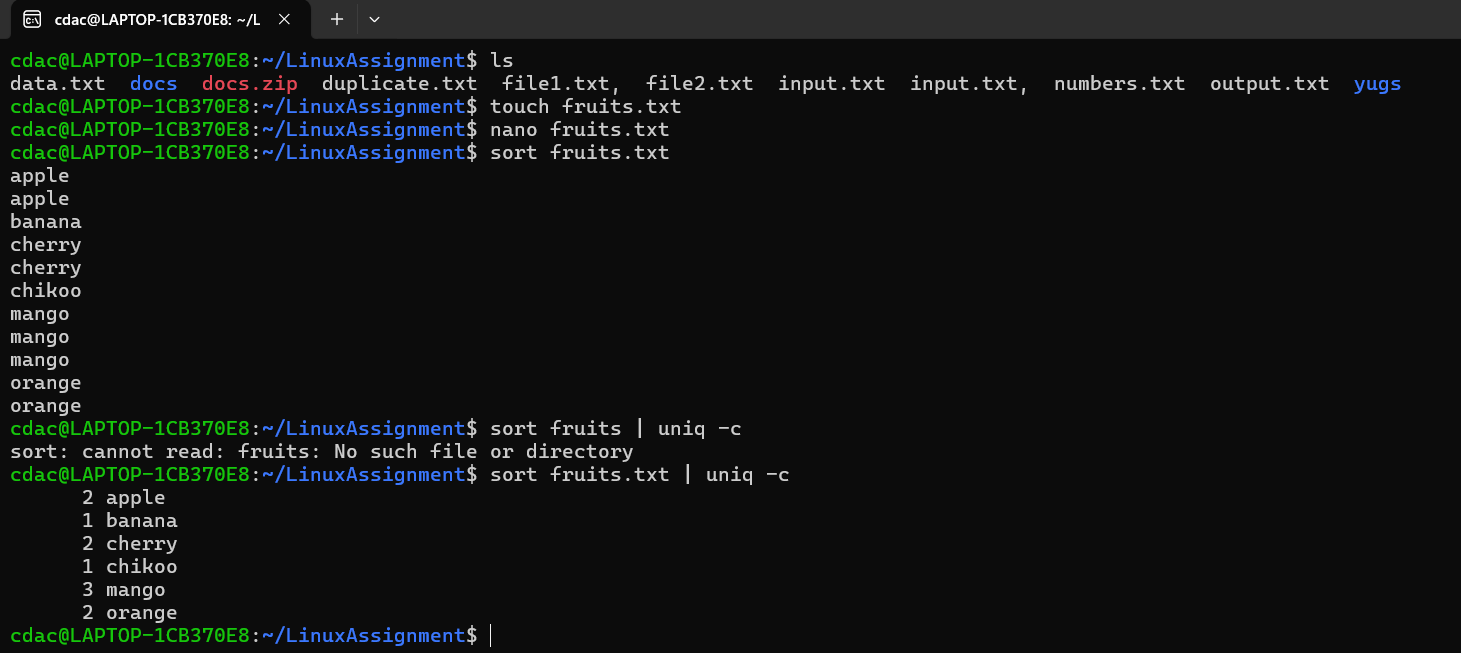 cdac@LAPTOP-1CB370E8: ~/L
cdac@LAPTOP-1CB370E8:~/LinuxAssignment$ ls
data.txt  docs  docs.zip  duplicate.txt  file1.txt,  file2.txt  input.txt  input.txt,  numbers.txt  output.txt  yugs
cdac@LAPTOP-1CB370E8:~/LinuxAssignment$ touch fruits.txt
cdac@LAPTOP-1CB370E8:~/LinuxAssignment$ nano fruits.txt
cdac@LAPTOP-1CB370E8:~/LinuxAssignment$ sort fruits.txt
apple
apple
banana
cherry
cherry
chikoo
mango
mango
mango
orange
orange
cdac@LAPTOP-1CB370E8:~/LinuxAssignment$ sort fruits | uniq -c
sort: cannot read: fruits: No such file or directory
cdac@LAPTOP-1CB370E8:~/LinuxAssignment$ sort fruits.txt | uniq -c
      2 apple
      1 banana
      2 cherry
      1 chikoo
      3 mango
      2 orange
cdac@LAPTOP-1CB370E8:~/LinuxAssignment$